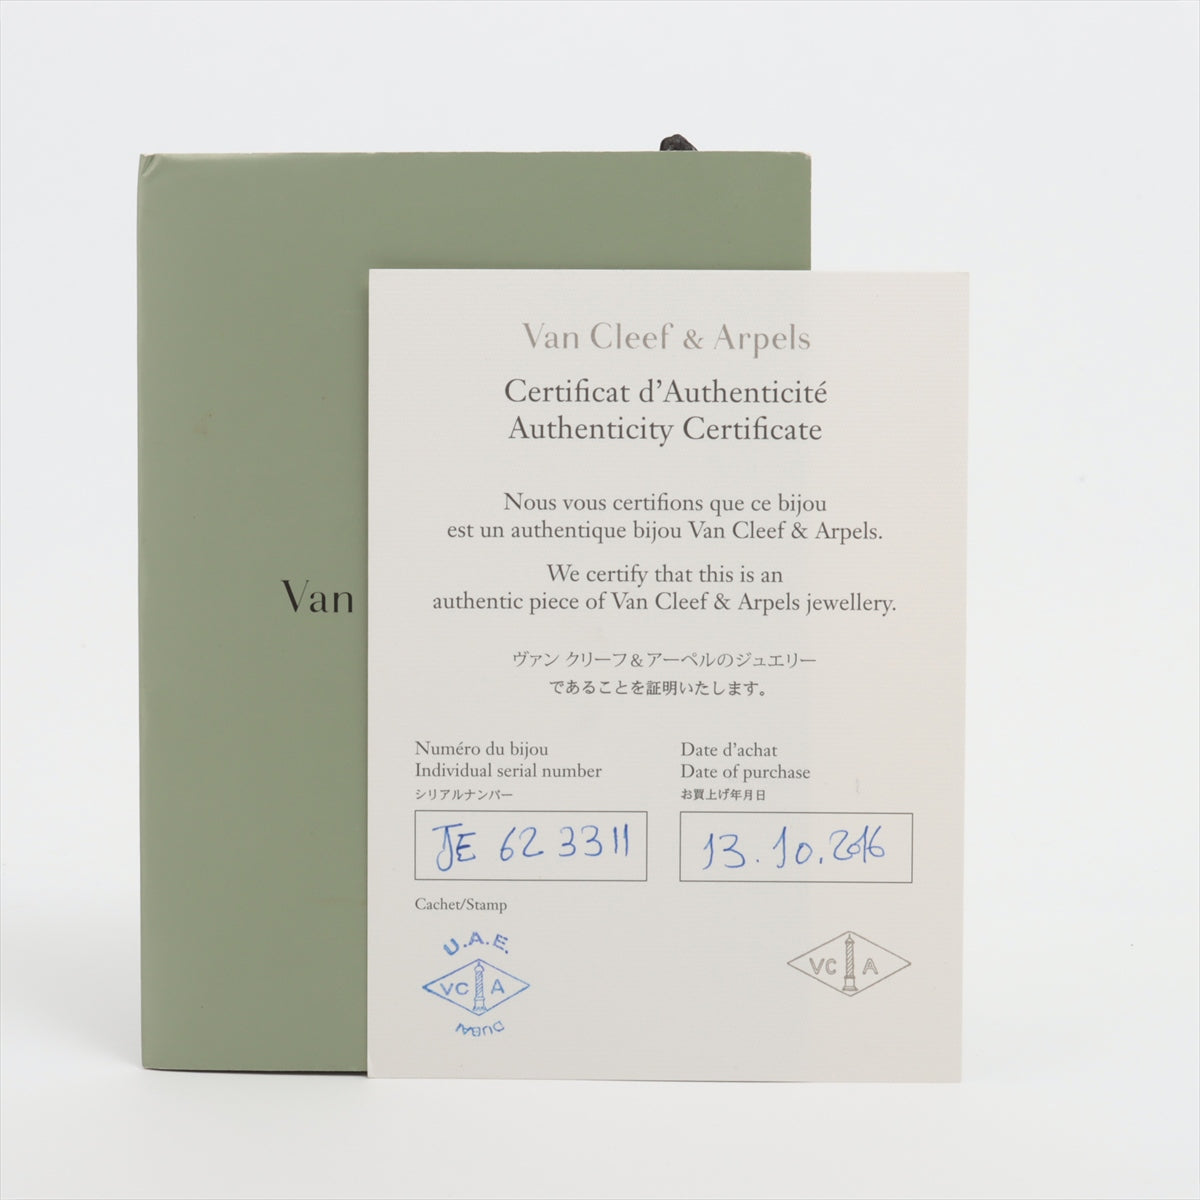 Van
Van Cleef & Arpels
Certificat d'Authenticité
Authenticity Certificate
Nous vous certifions que ce bijou
est un authentique bijou Van Cleef & Arpels.
We certify that this is an
authentic piece of Van Cleef & Arpels jewellery.
ヴァン クリーフ＆アーペルのジュエリー
であることを証明いたします。
Numéro du bijou
Individual serial number
シリアルナンバー
JE 62 3311
Date d'achat
Date of purchase
お買上げ年月日
13.10.2016
Cachet/Stamp
U.A.E.
VC A
DUBAI
VC A